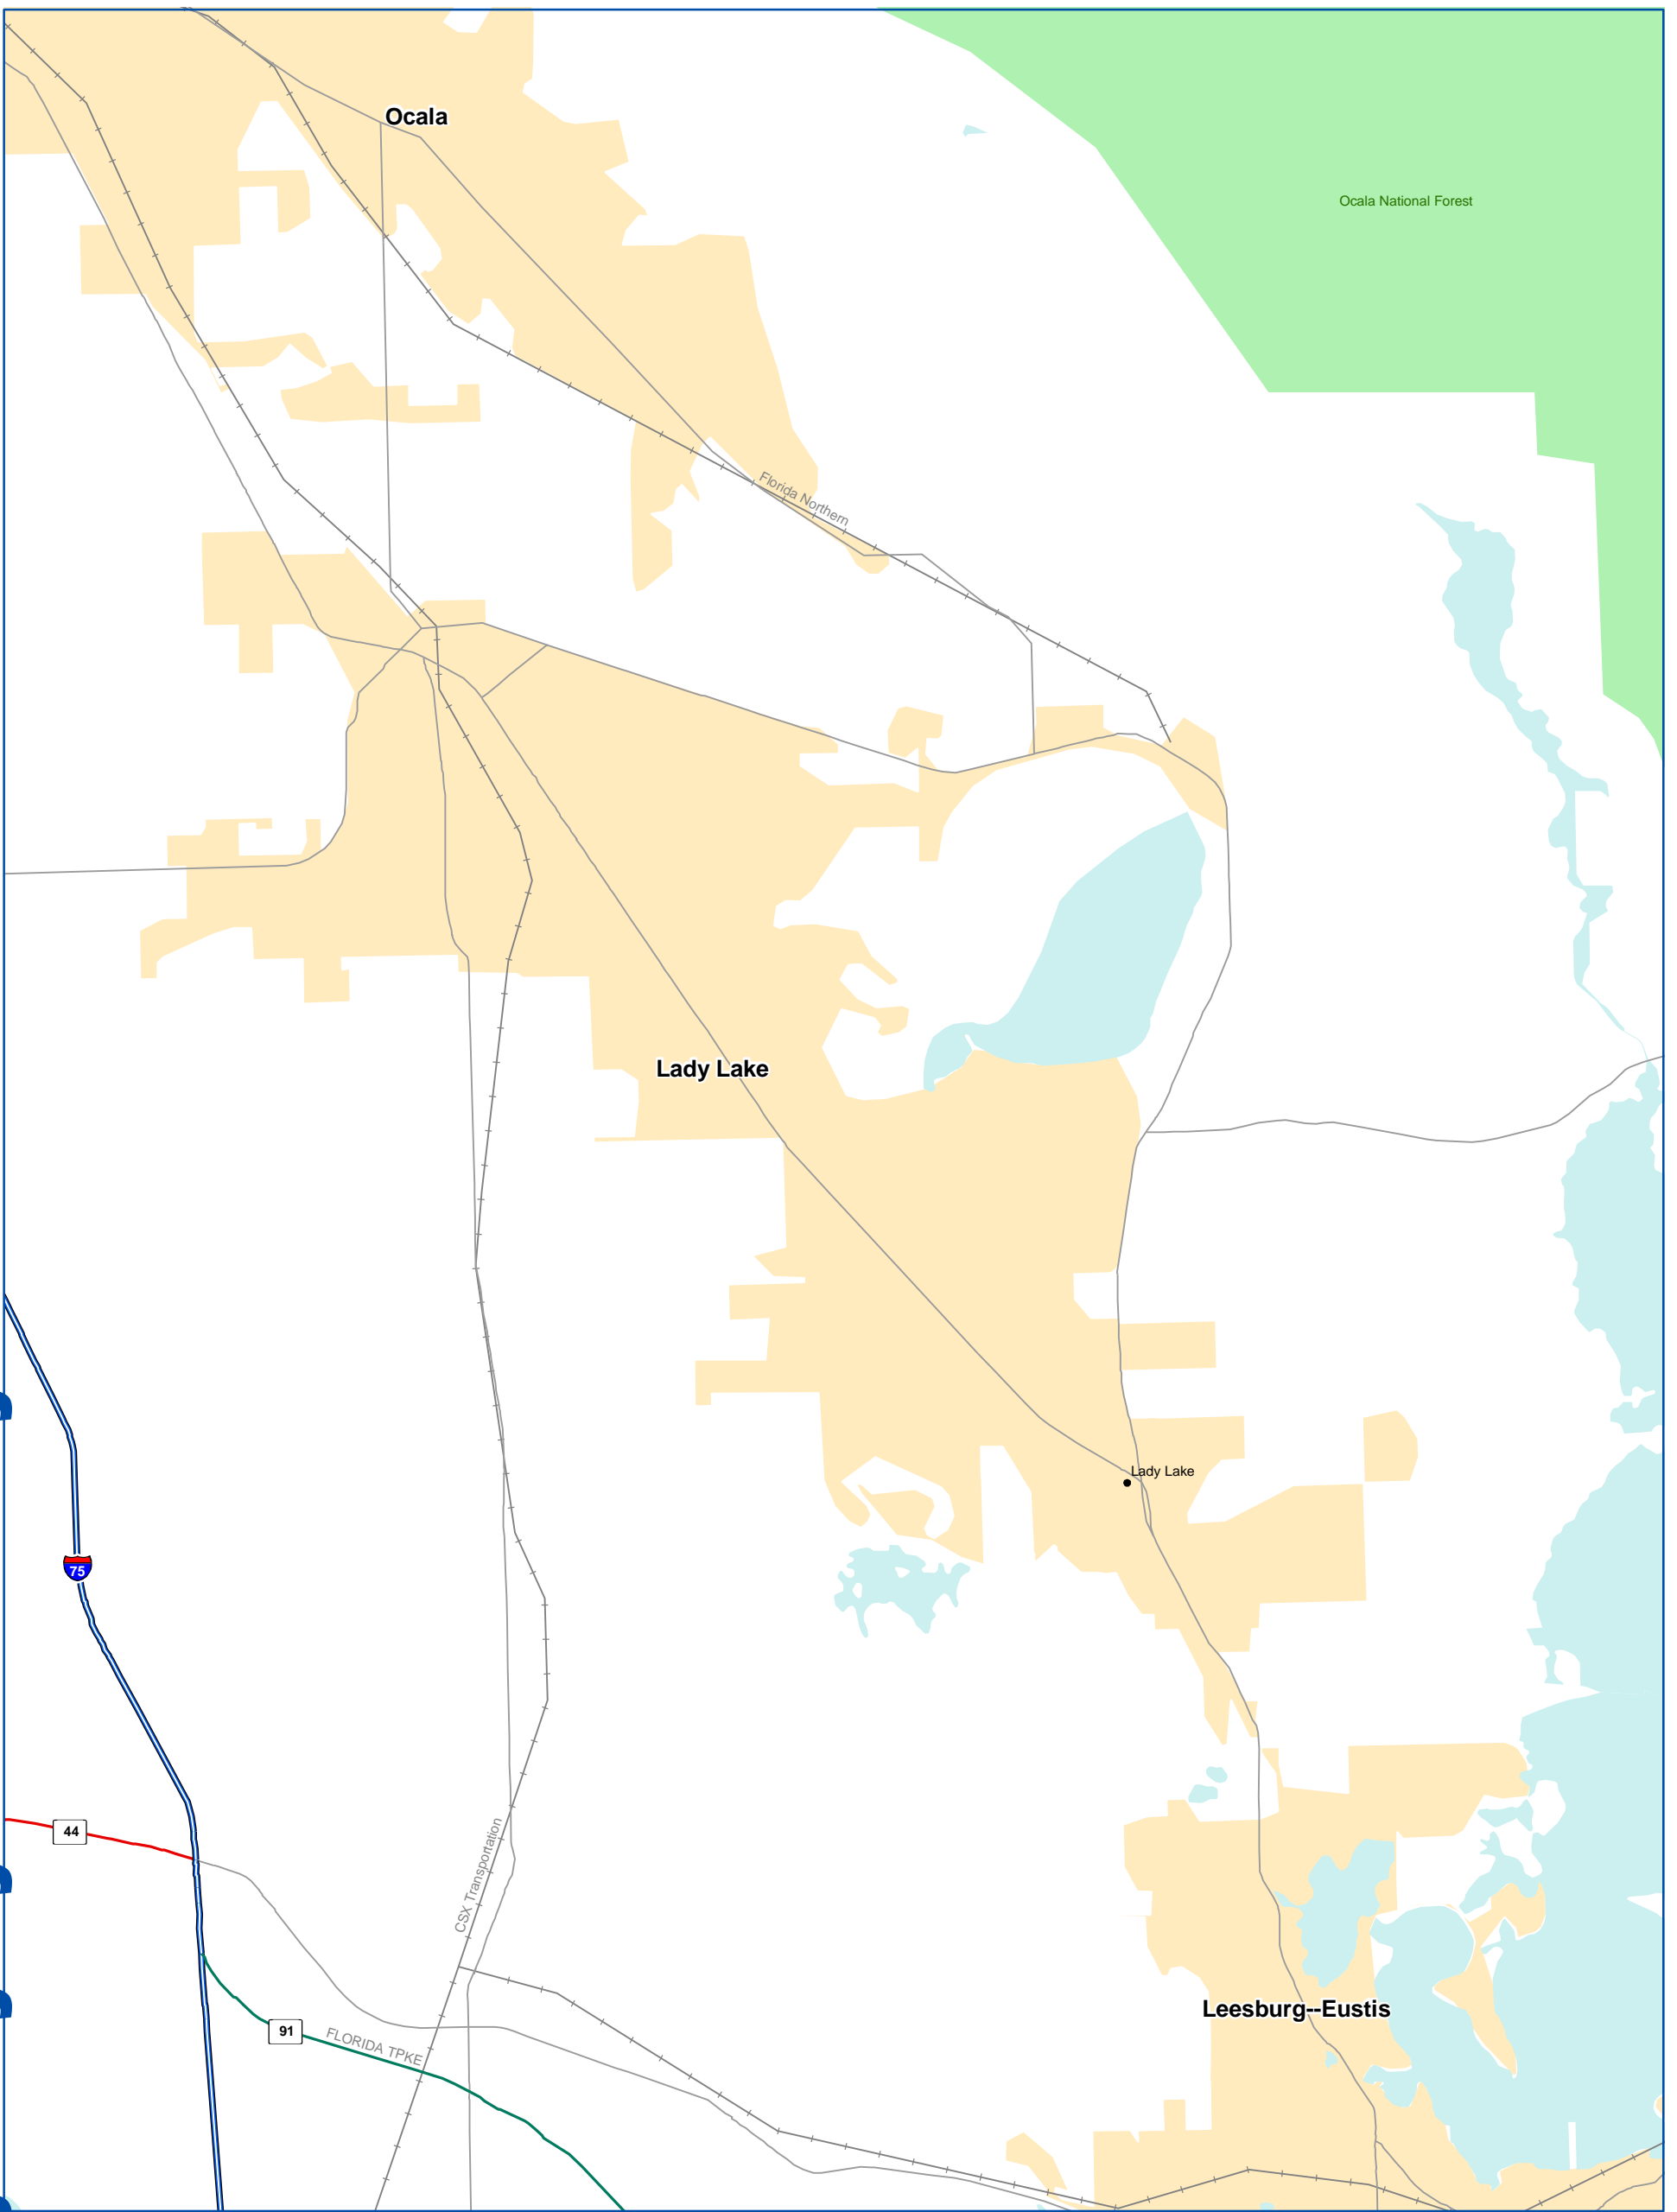 Ocala
Ocala National Forest
Florida Northern
Lady Lake
Lady Lake
75
44
CSX Transportation
Leesburg--Eustis
91
FLORIDA TPKE